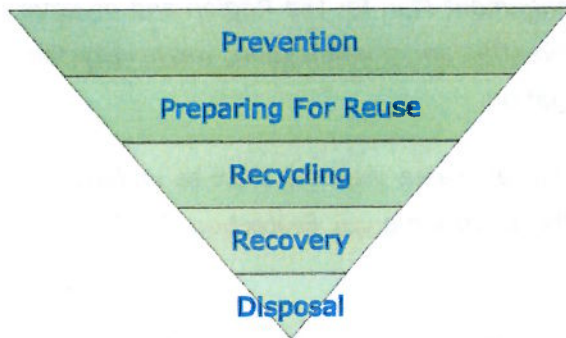 Prevention
Preparing For Reuse
Recycling
Recovery
Disposal